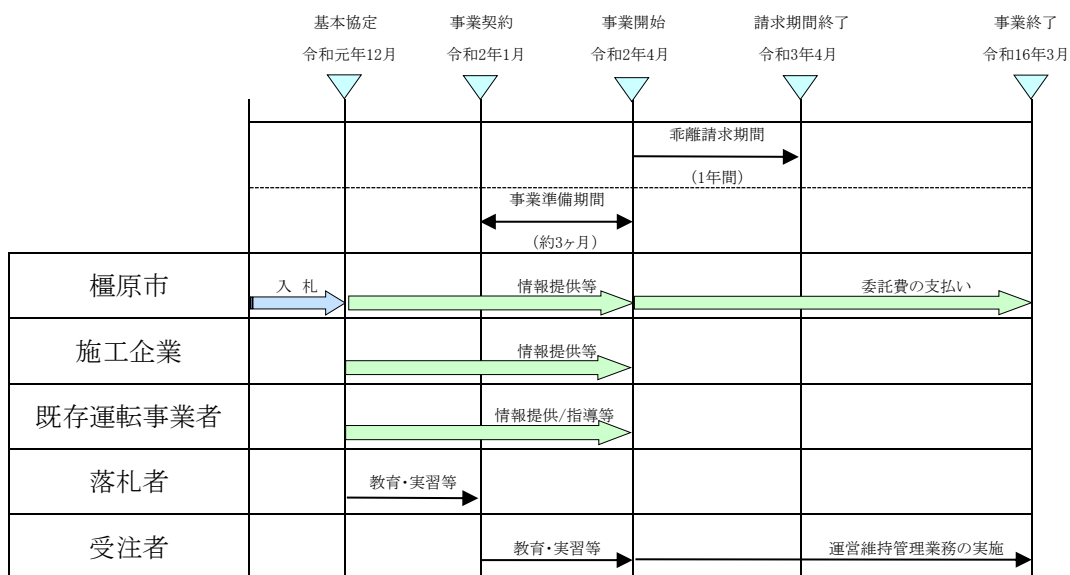 基本協定 事業契約 事業開始 請求期間終了 事業終了
令和元年12月 令和2年1月 令和2年4月 令和3年4月 令和16年3月
乖離請求期間
(1年間)
事業準備期間
(約3ヶ月)
橿原市 入 札 情報提供等 委託費の支払い
施工企業 情報提供等
既存運転事業者 情報提供/指導等
落札者 教育・実習等
受注者 教育・実習等 運営維持管理業務の実施